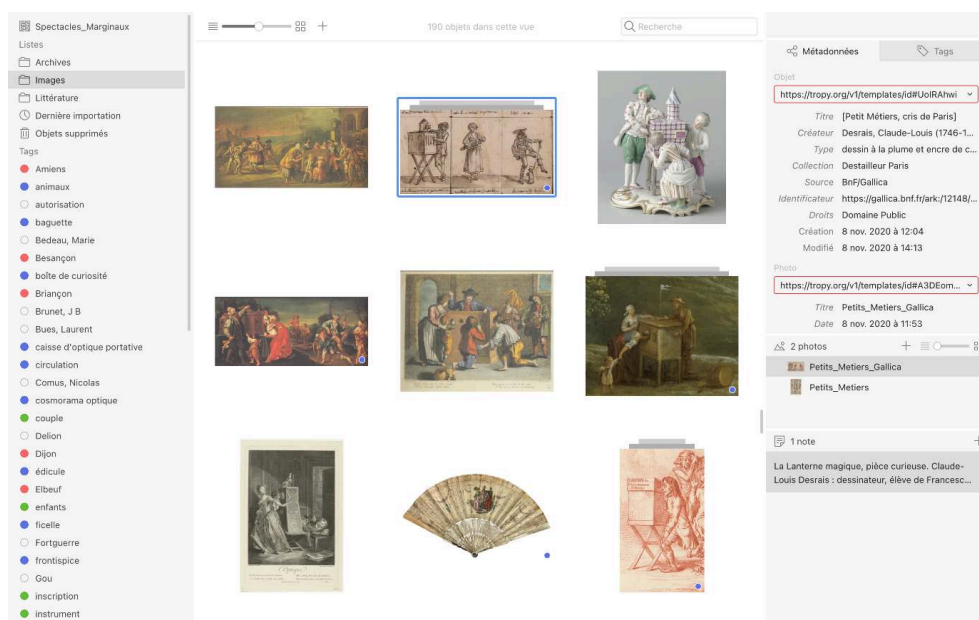 Spectacles_Marginaux
Listes
Archives
Images
Littérature
Dernière importation
Objets supprimés
Tags
Amiens
animaux
autorisation
baguette
Bedeau, Marie
Besançon
boîte de curiosité
Briançon
Brunet, J B
Bues, Laurent
caisse d'optique portative
circulation
Comus, Nicolas
cosmorama optique
couple
Delion
Dijon
édicule
Elbeuf
enfants
ficelle
Fortguerre
frontispice
Gou
inscription
instrument
190 objets dans cette vue
Recherche
Métadonnées
Tags
Objet
https://tropy.org/v1/templates/id#UolRAhwi
Titre [Petit Métiers, cris de Paris]
Créateur Desrais, Claude-Louis (1746-1...
Type dessin à la plume et encre de c...
Collection Destailleur Paris
Source BnF/Gallica
Identificateur https://gallica.bnf.fr/ark:/12148/...
Droits Domaine Public
Création 8 nov. 2020 à 12:04
Modifié 8 nov. 2020 à 14:13
Photo
https://tropy.org/v1/templates/id#A3DEom...
Titre Petits_Metiers_Gallica
Date 8 nov. 2020 à 11:53
2 photos
Petits_Metiers_Gallica
Petits_Metiers
1 note
La Lanterne magique, pièce curieuse. Claude-
Louis Desrais : dessinateur, élève de Francesc...